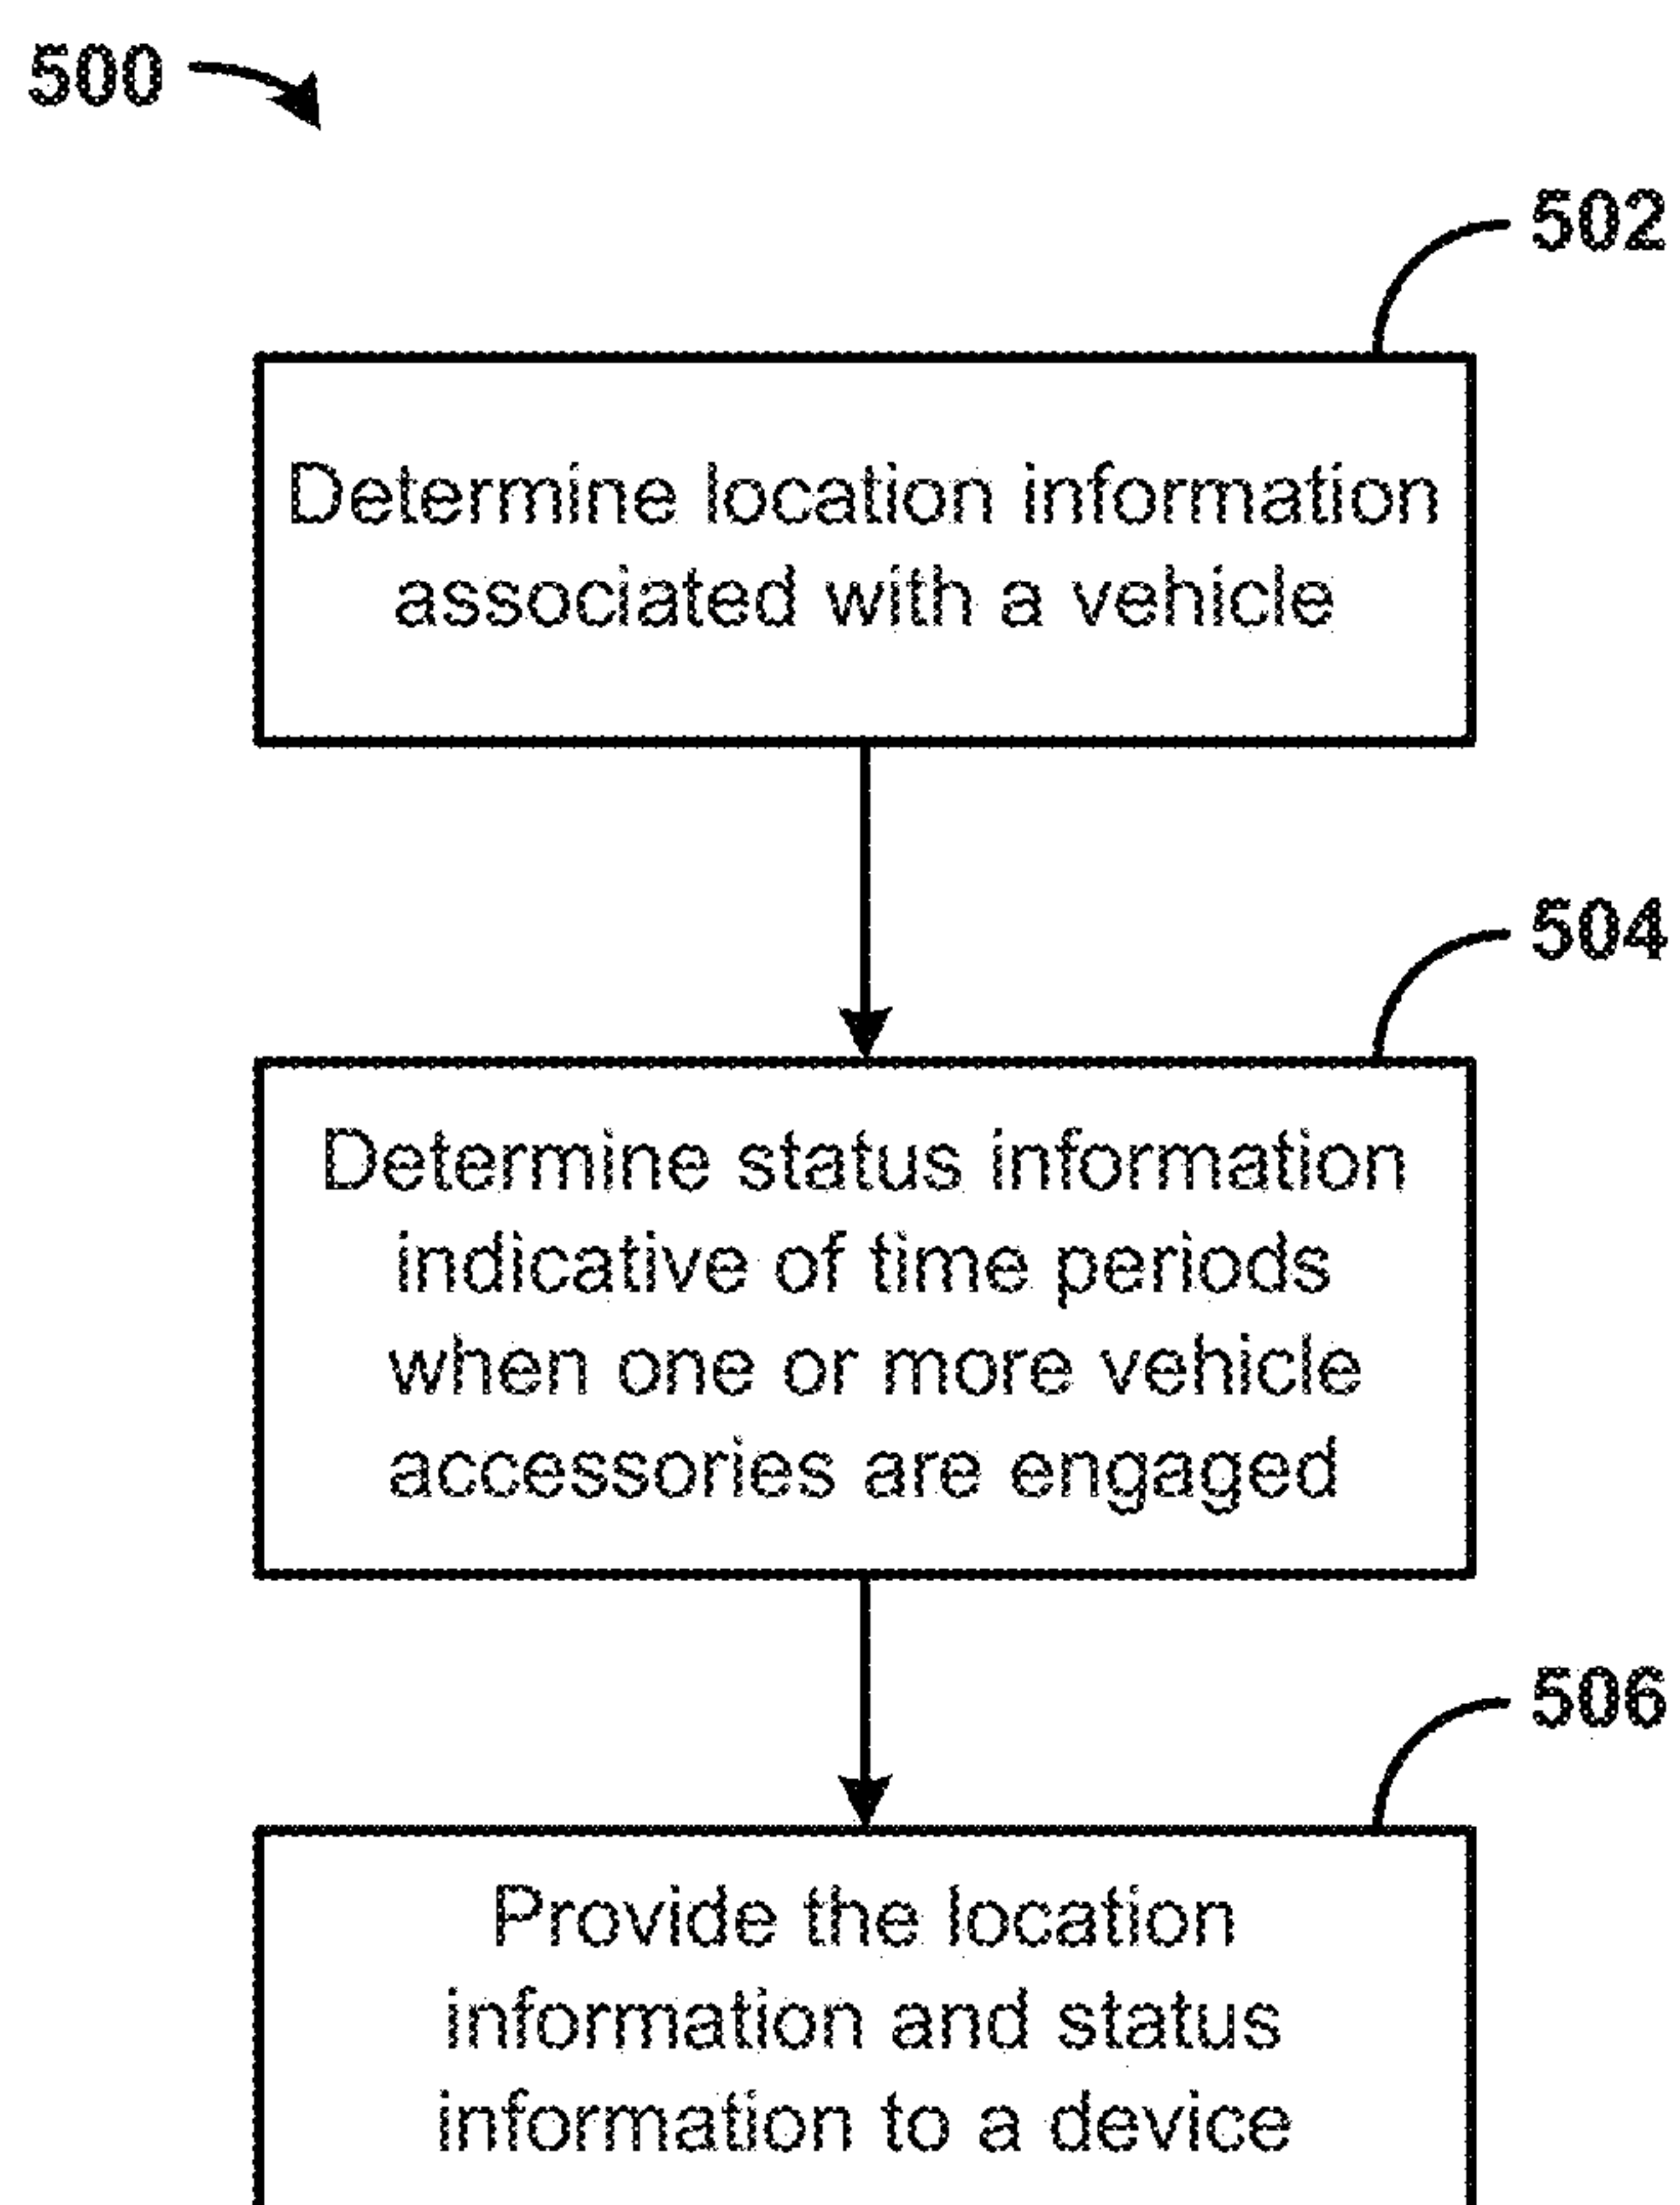 500
502
Determine location information
associated with a vehicle
504
Determine status information
indicative of time periods
when one or more vehicle
accessories are engaged
506
Provide the location
information and status
information to a device